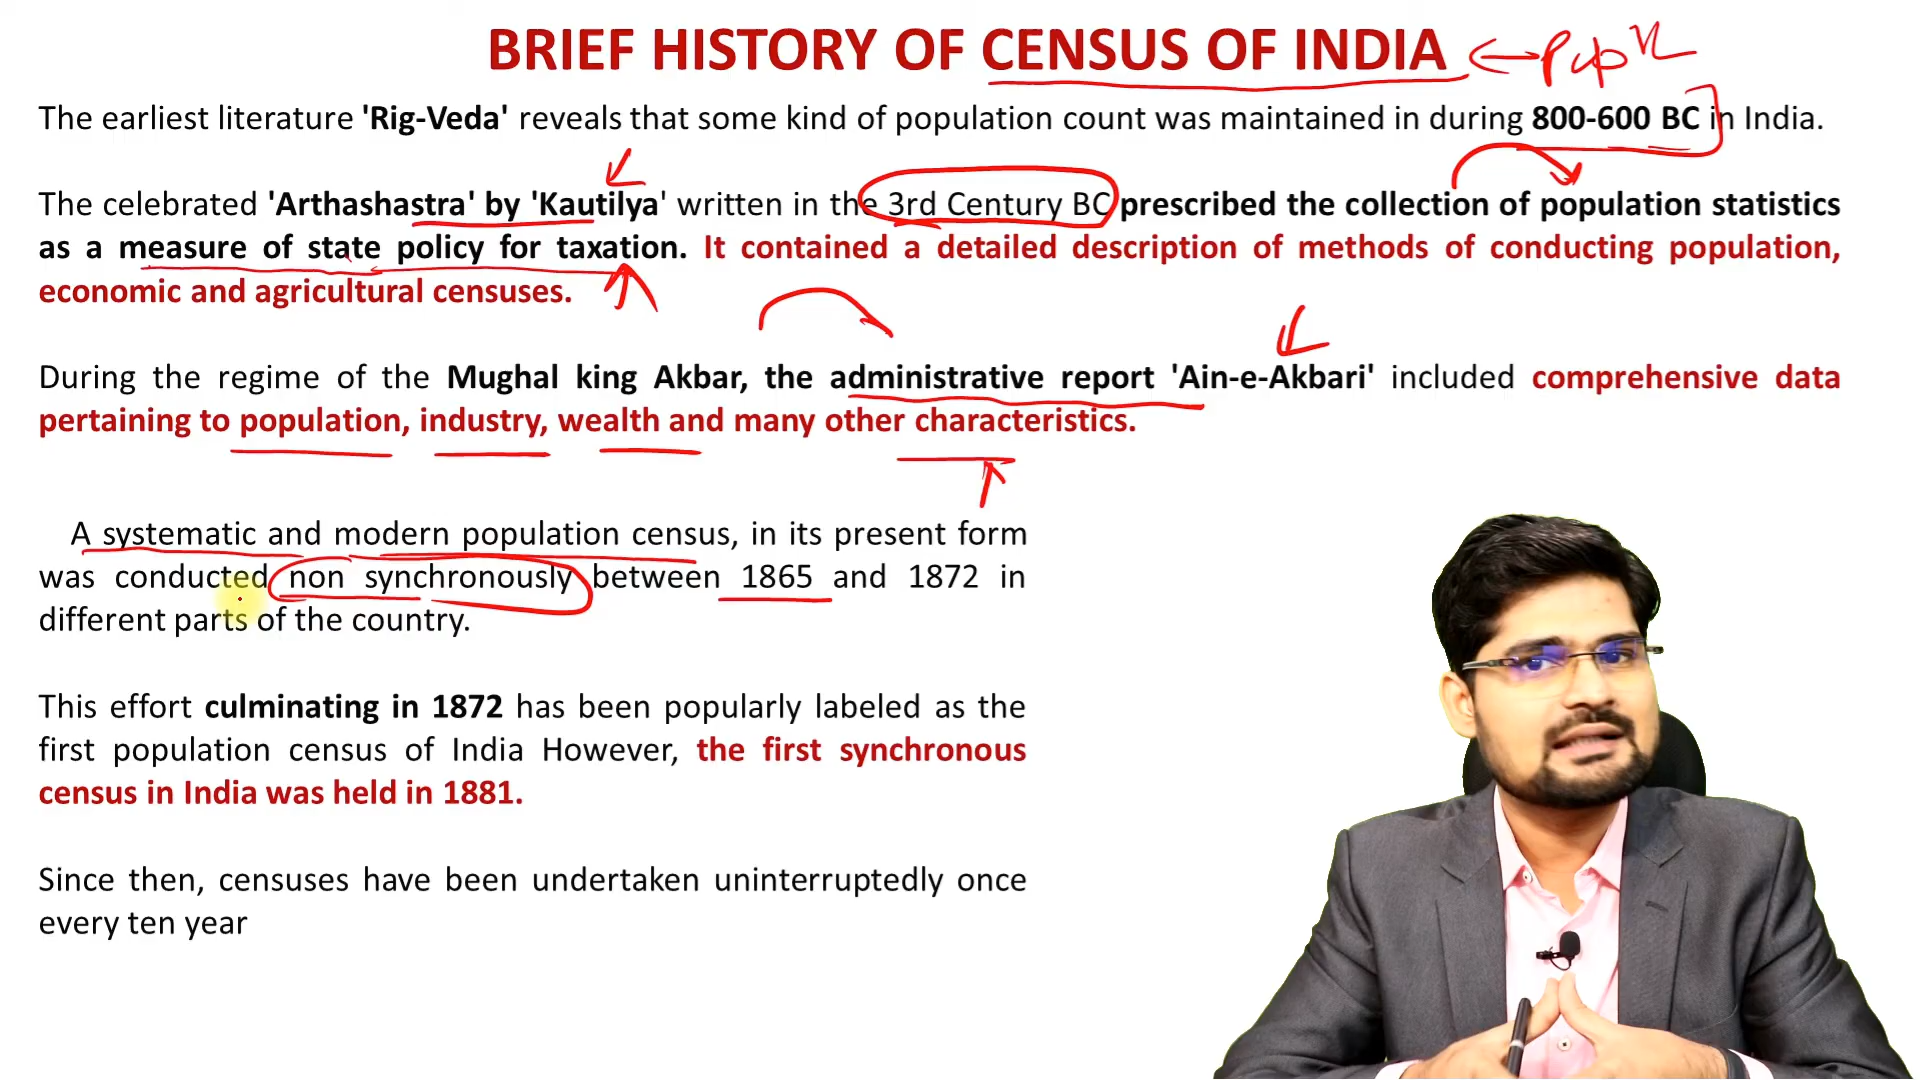 BRIEF HISTORY OF CENSUS OF INDIA ← Popn
The earliest literature 'Rig-Veda' reveals that some kind of population count was maintained in during 800-600 BC in India.
The celebrated 'Arthashastra' by 'Kautilya' written in the 3rd Century BC prescribed the collection of population statistics
as a measure of state policy for taxation. It contained a detailed description of methods of conducting population,
economic and agricultural censuses.
During the regime of the Mughal king Akbar, the administrative report 'Ain-e-Akbari' included comprehensive data
pertaining to population, industry, wealth and many other characteristics.
A systematic and modern population census, in its present form
was conducted non synchronously between 1865 and 1872 in
different parts of the country.
This effort culminating in 1872 has been popularly labeled as the
first population census of India However, the first synchronous
census in India was held in 1881.
Since then, censuses have been undertaken uninterruptedly once
every ten year